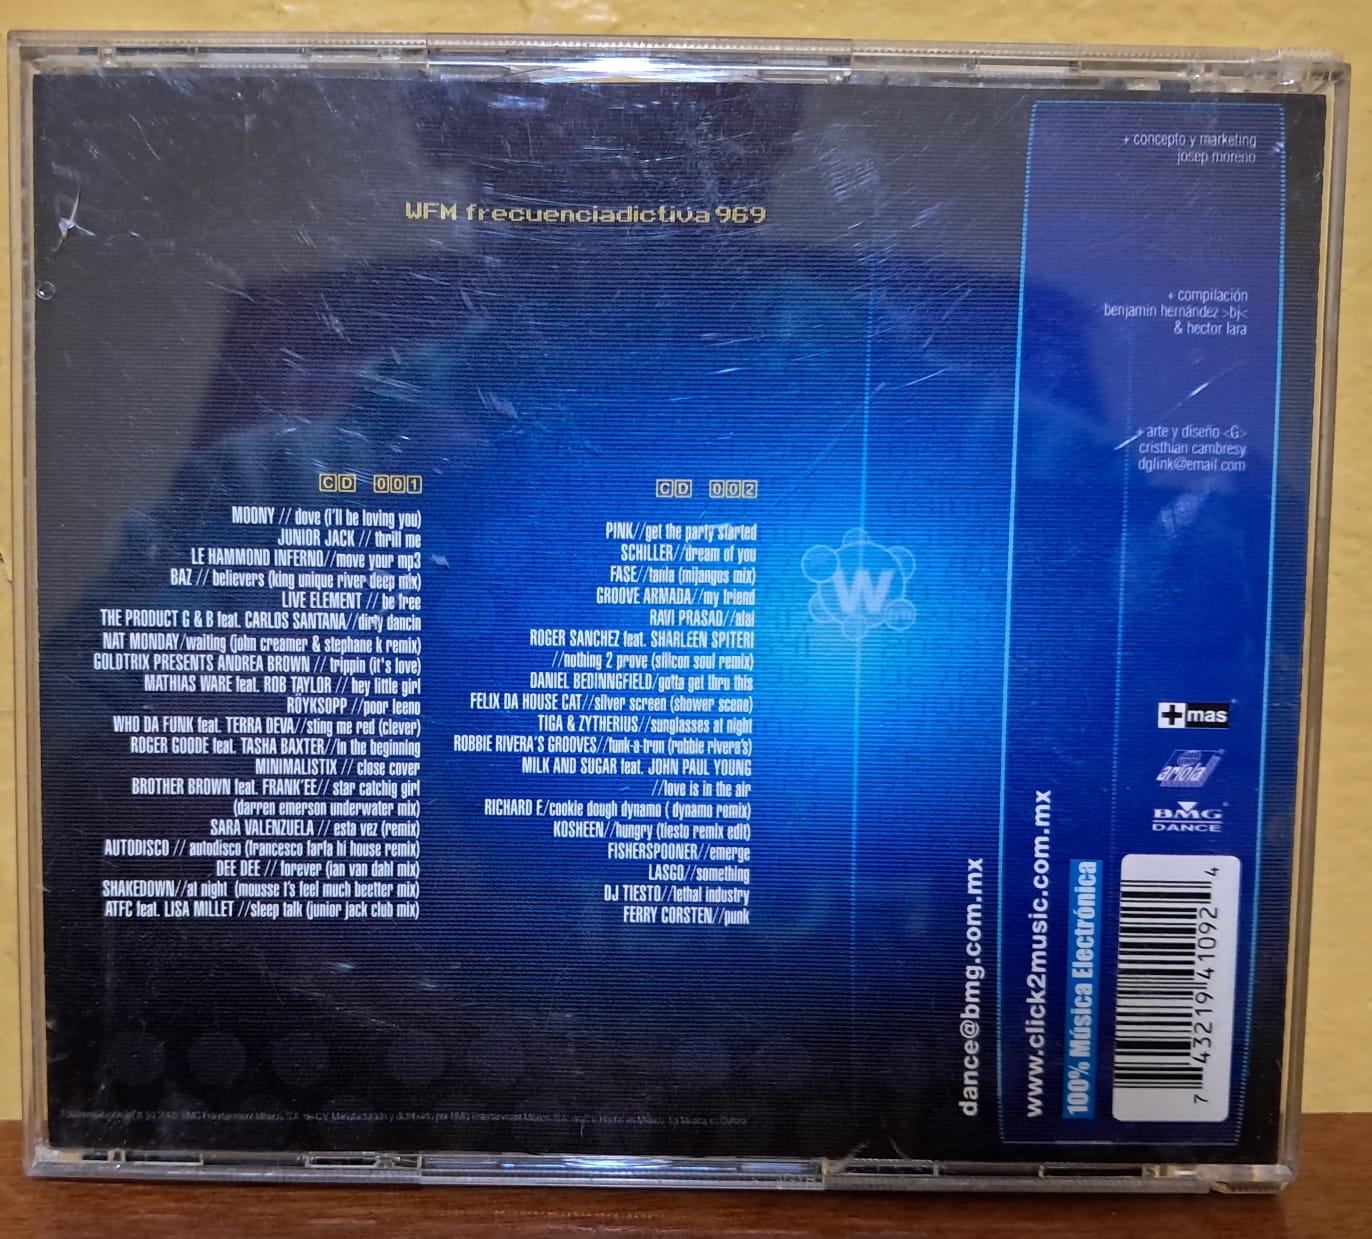 WFM frecuenciadictiva 969
CD 001
MOONY // dove (i'll be loving you)
JUNIOR JACK // thrill me
LE HAMMOND INFERNO//move your mp3
BAZ // believers (king unique river deep mix)
LIVE ELEMENT // be free
THE PRODUCT G & B feat. CARLOS SANTANA//dirty dancin
NAT MONDAY/waiting (john creamer & stephane k remix)
GOLDTRIX PRESENTS ANDREA BROWN // trippin (it's love)
MATHIAS WARE feat. ROB TAYLOR // hey little girl
RÖYKSOPP //poor leeno
WHO DA FUNK feat. TERRA DEVA//sting me red (clever)
ROGER GOODE feat. TASHA BAXTER//in the beginning
MINIMALISTIX // close cover
BROTHER BROWN feat. FRANK'EE// star catchig girl
(darren emerson underwater mix)
SARA VALENZUELA // esta vez (remix)
AUTODISCO // autodisco (francesco farfa hi house remix)
DEE DEE // forever (ian van dahl mix)
SHAKEDOWN//at night (mousse t's feel much beetter mix)
ATFC feat. LISA MILLET //sleep talk (junior jack club mix)
CD 002
PINK//get the party started
SCHILLER//dream of you
FASE//tania (mijangos mix)
GROOVE ARMADA//my friend
RAVI PRASAD//alai
ROGER SANCHEZ feat. SHARLEEN SPITERI
//nothing 2 prove (silicon soul remix)
DANIEL BEDINNGFIELD/gotta get thru this
FELIX DA HOUSE CAT//silver screen (shower scene)
TIGA & ZYTHERIUS//sunglasses at night
ROBBIE RIVERA'S GROOVES//funk-a-tron (robbie rivera's)
MILK AND SUGAR feat. JOHN PAUL YOUNG
//love is in the air
RICHARD F./cookie dough dynamo ( dynamo remix)
KOSHEEN//hungry (tiesto remix edit)
FISHERSPOONER//emerge
LASGO//something
DJ TIESTO//lethal industry
FERRY CORSTEN//punk
W
+ concepto y marketing
josep moreno
+ compilación
benjamin hernández >bj<
& hector lara
+ arte y diseño <G>
cristhian cambresy
dglink@email.com
+mas
ariola
BMG
DANCE
dance@bmg.com.mx
www.click2music.com.mx
100% Música Electrónica
7 43219 41092 4